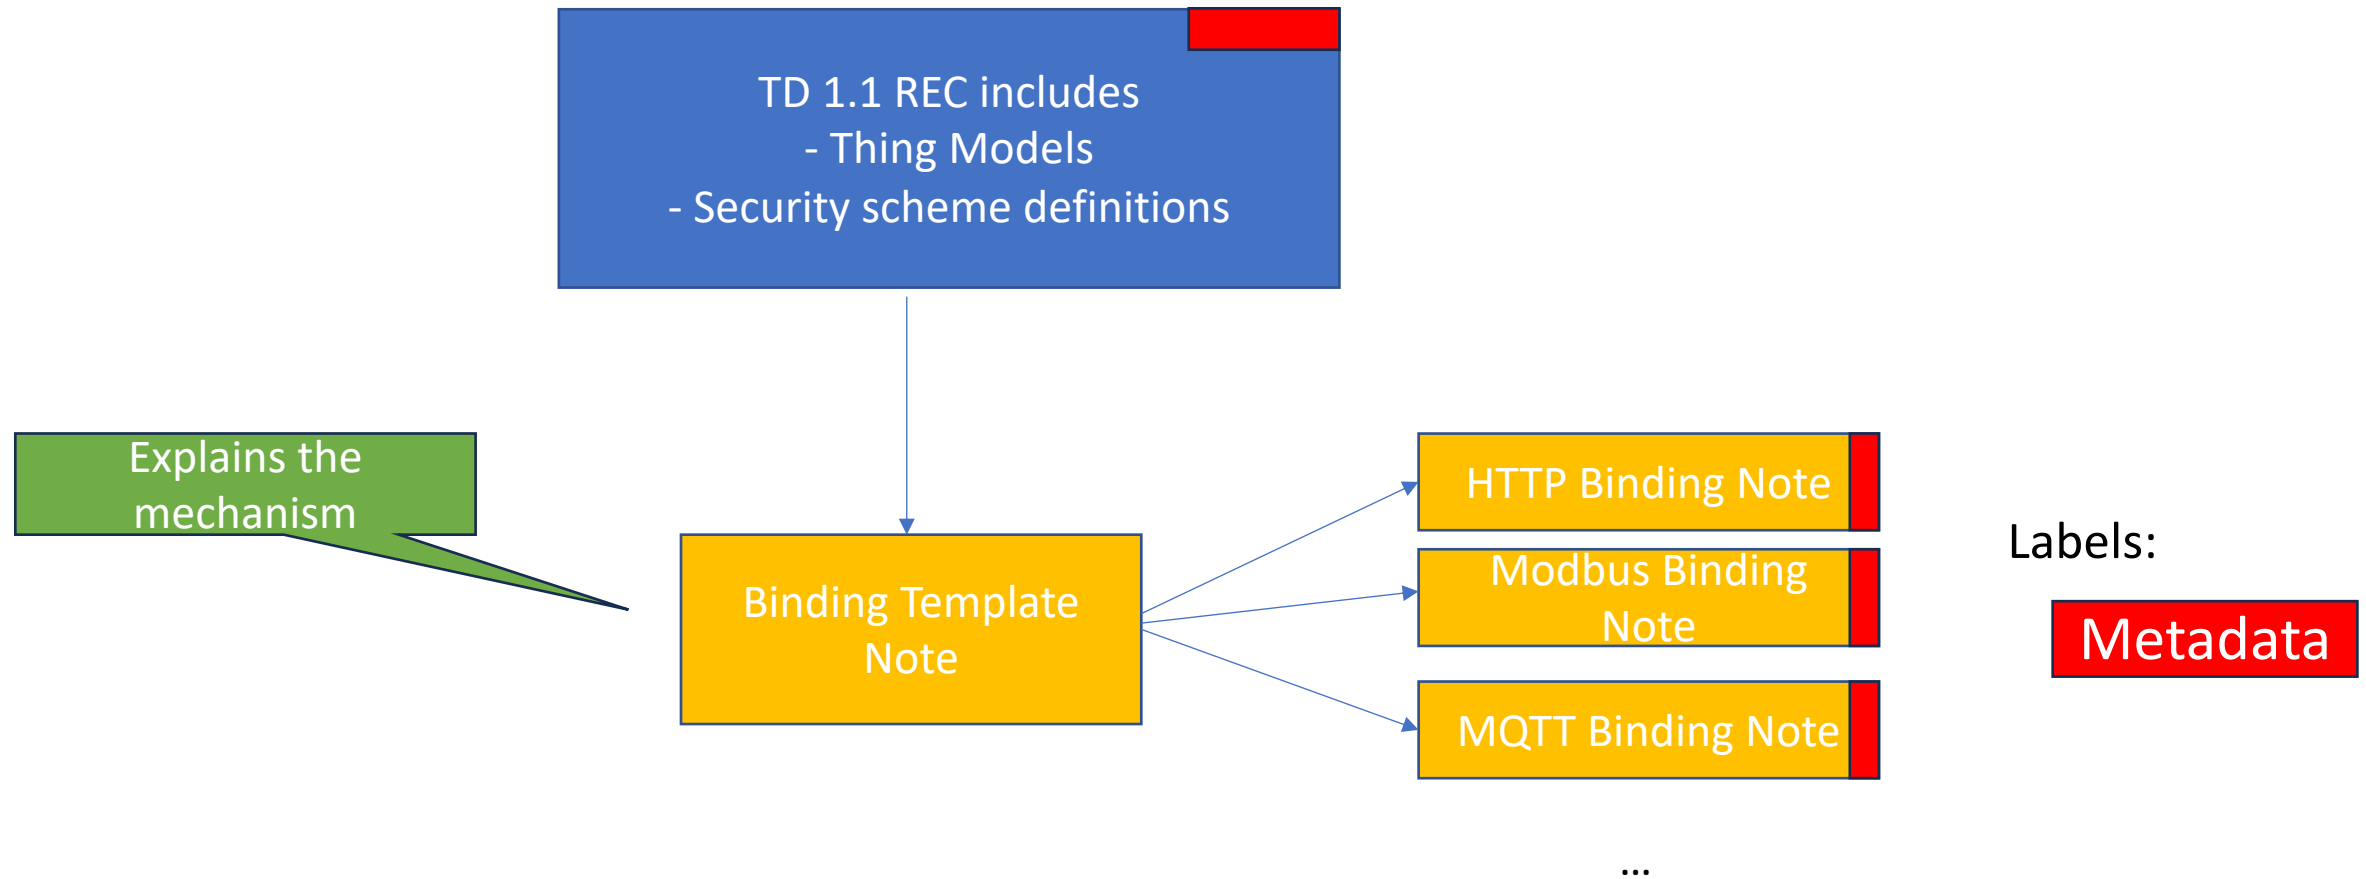 TD 1.1 REC includes
- Thing Models
- Security scheme definitions
Explains the
mechanism
Binding Template
Note
HTTP Binding Note
Modbus Binding
Note
MQTT Binding Note
...
Labels:
Metadata